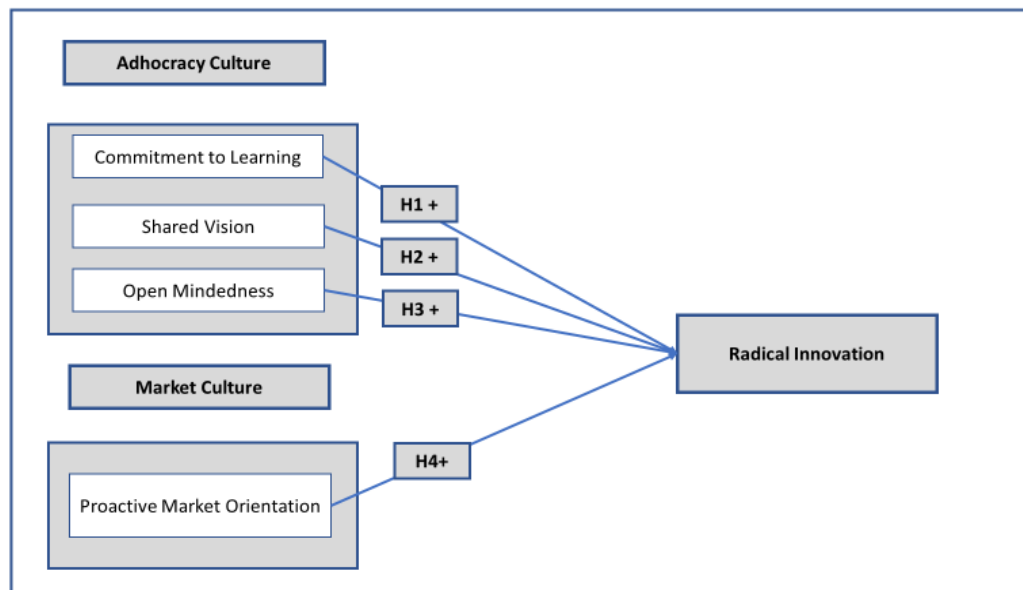 Adhocracy Culture
Commitment to Learning
H1 +
Shared Vision
H2 +
Open Mindedness
H3 +
Radical Innovation
Market Culture
H4+
Proactive Market Orientation